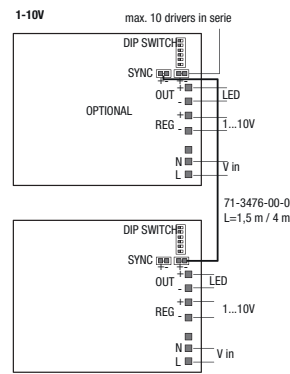 1-10V
max. 10 drivers in serie
DIP SWITCH
SYNC
+-  +-
OUT
+
-
LED
OPTIONAL
REG
+
-
1...10V
N
L
V in
71-3476-00-0
L=1,5 m / 4 m
DIP SWITCH
SYNC
+-  +-
OUT
+
-
LED
REG
+
-
1...10V
N
L
V in